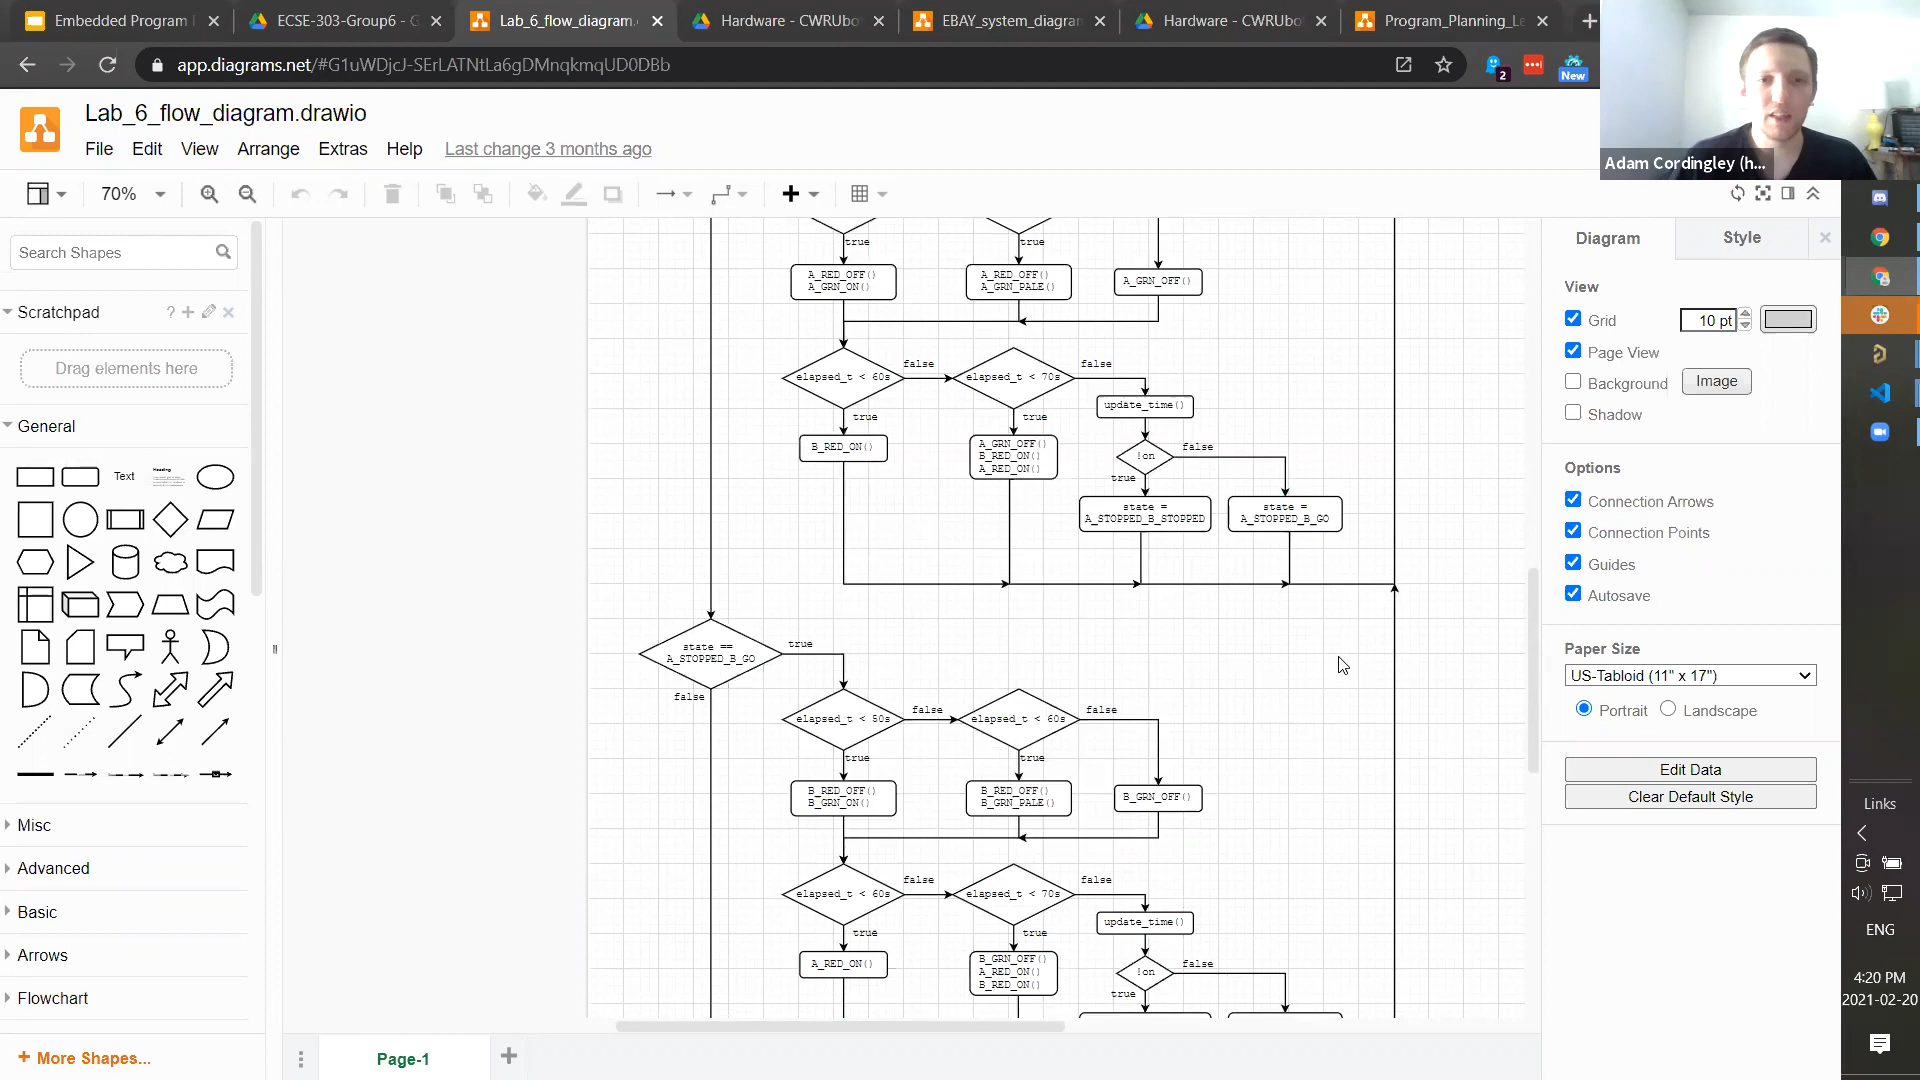 Embedded Program
ECSE-303-Group6 - G
Lab_6_flow_diagram.
Hardware - CWRUbo
EBAY_system_diagram
Hardware - CWRUbo
Program_Planning_Le
app.diagrams.net/#G1uWDjcJ-SErLATNtLa6gDMnqkmqUD0DBb
2
New
Lab_6_flow_diagram.drawio
File
Edit
View
Arrange
Extras
Help
Last change 3 months ago
Adam Cordingley (h...
70%
Search Shapes
Scratchpad
?
Drag elements here
General
Text
Heading
Misc
Advanced
Basic
Arrows
Flowchart
+ More Shapes...
true
true
A_RED_OFF()
A_GRN_ON()
A_RED_OFF()
A_GRN_PALE()
A_GRN_OFF()
elapsed_t < 60s
false
elapsed_t < 70s
false
true
true
update_time()
B_RED_ON()
A_GRN_OFF()
B_RED_ON()
A_RED_ON()
!on
false
true
state =
A_STOPPED_B_STOPPED
state =
A_STOPPED_B_GO
state ==
A_STOPPED_B_GO
true
false
elapsed_t < 50s
false
elapsed_t < 60s
false
true
true
B_RED_OFF()
B_GRN_ON()
B_RED_OFF()
B_GRN_PALE()
B_GRN_OFF()
elapsed_t < 60s
false
elapsed_t < 70s
false
true
true
update_time()
A_RED_ON()
B_GRN_OFF()
A_RED_ON()
B_RED_ON()
!on
false
true
Page-1
Diagram
Style
View
Grid
10 pt
Page View
Background
Image
Shadow
Options
Connection Arrows
Connection Points
Guides
Autosave
Paper Size
US-Tabloid (11" x 17")
Portrait
Landscape
Edit Data
Clear Default Style
Links
ENG
4:20 PM
2021-02-20